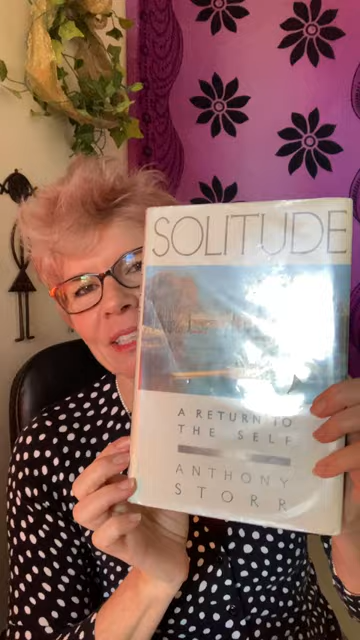 SOLITUDE
A RETURN TO
THE SELF
ANTHONY
STORR